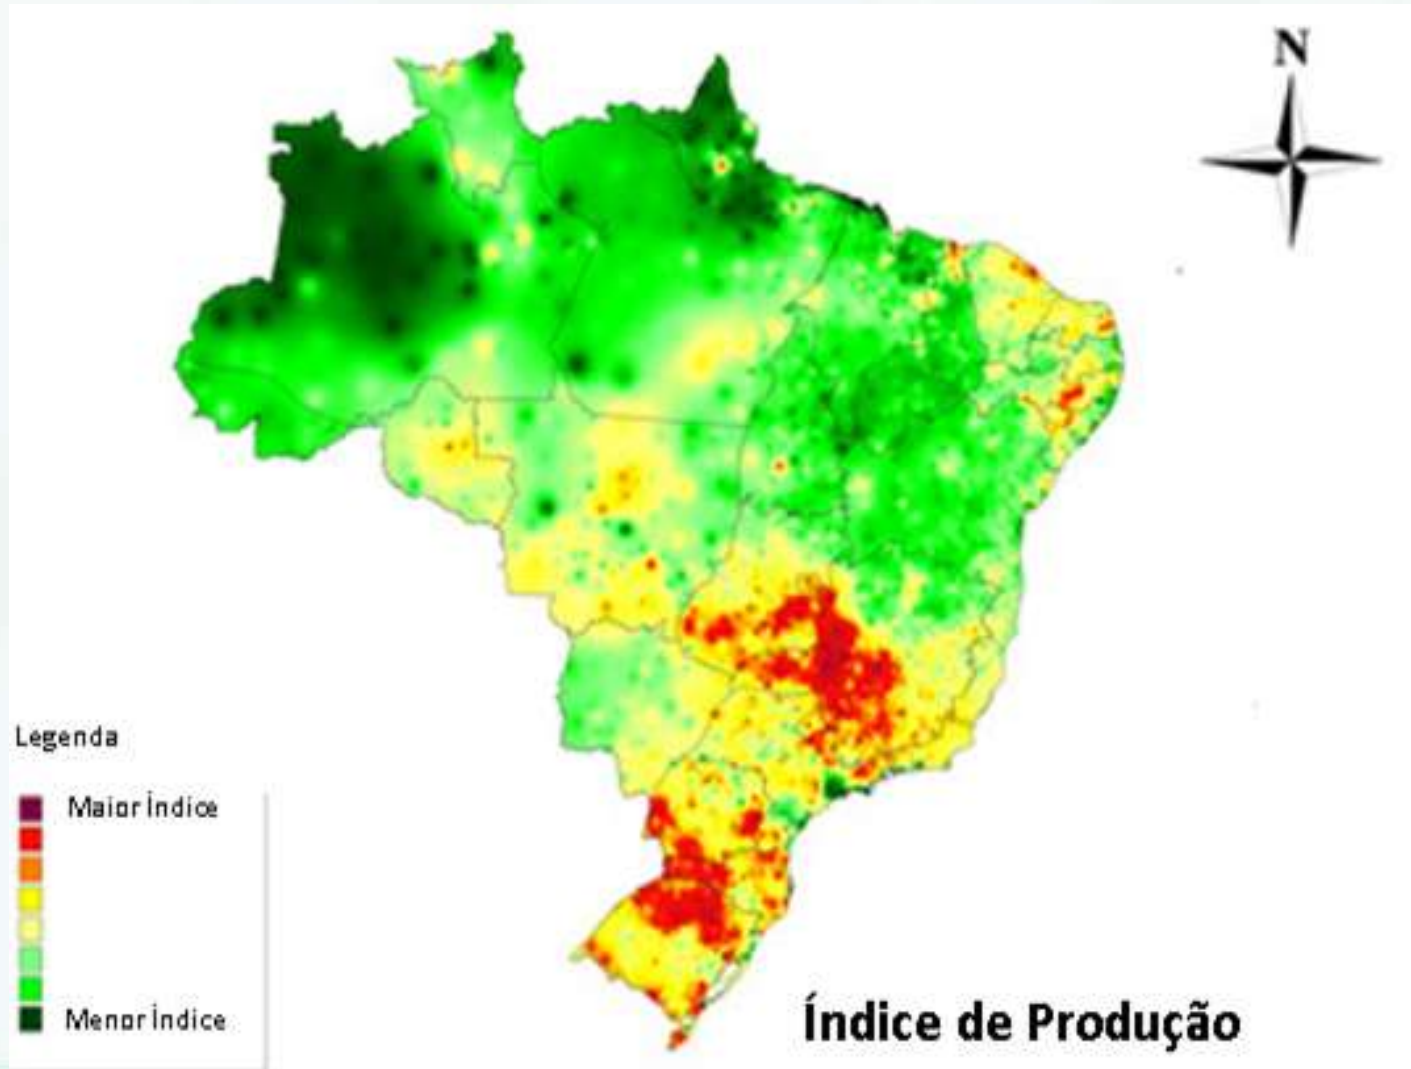 N
Legenda
Maior Índice
Menor Índice
Índice de Produção